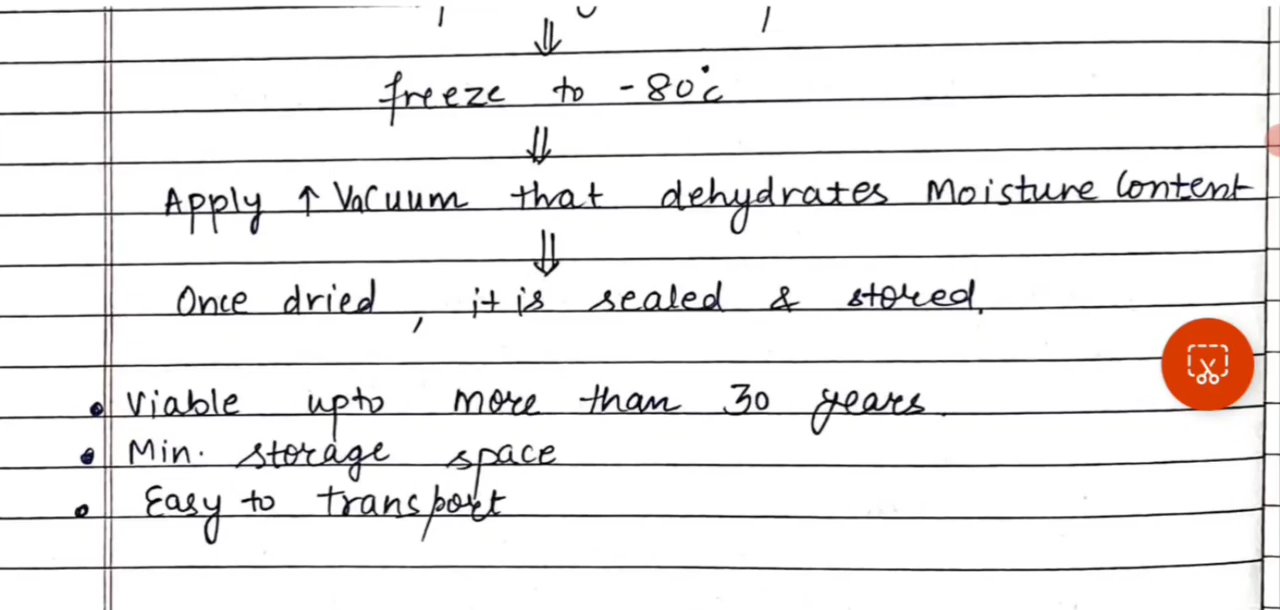 ⇓
freeze to -80°c
⇓
Apply ↑ Vacuum that dehydrates Moisture Content
⇓
Once dried, it is sealed & stored.
• Viable upto more than 30 years.
• Min. storage space
• Easy to transport